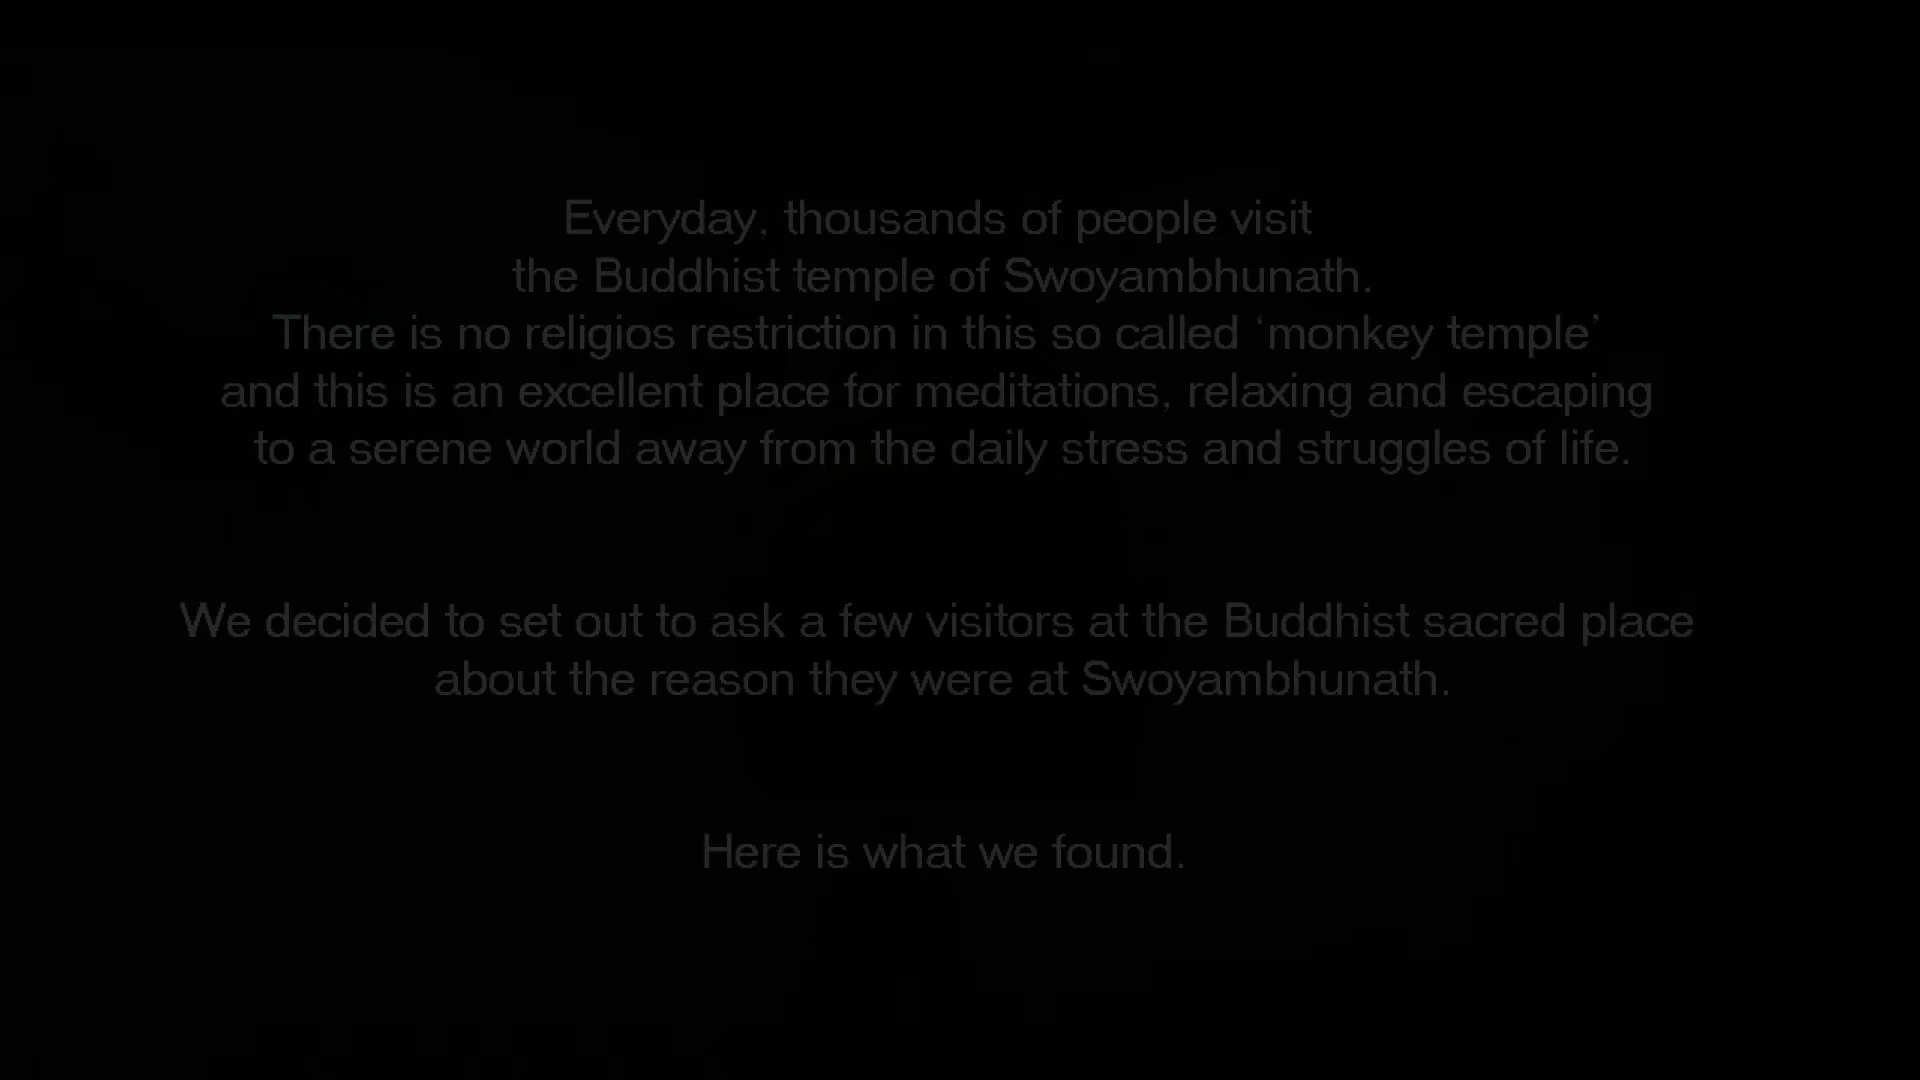 Everyday, thousands of people visit
the Buddhist temple of Swoyambhunath.
There is no religios restriction in this so called ‘monkey temple’
and this is an excellent place for meditations, relaxing and escaping
to a serene world away from the daily stress and struggles of life.
We decided to set out to ask a few visitors at the Buddhist sacred place
about the reason they were at Swoyambhunath.
Here is what we found.